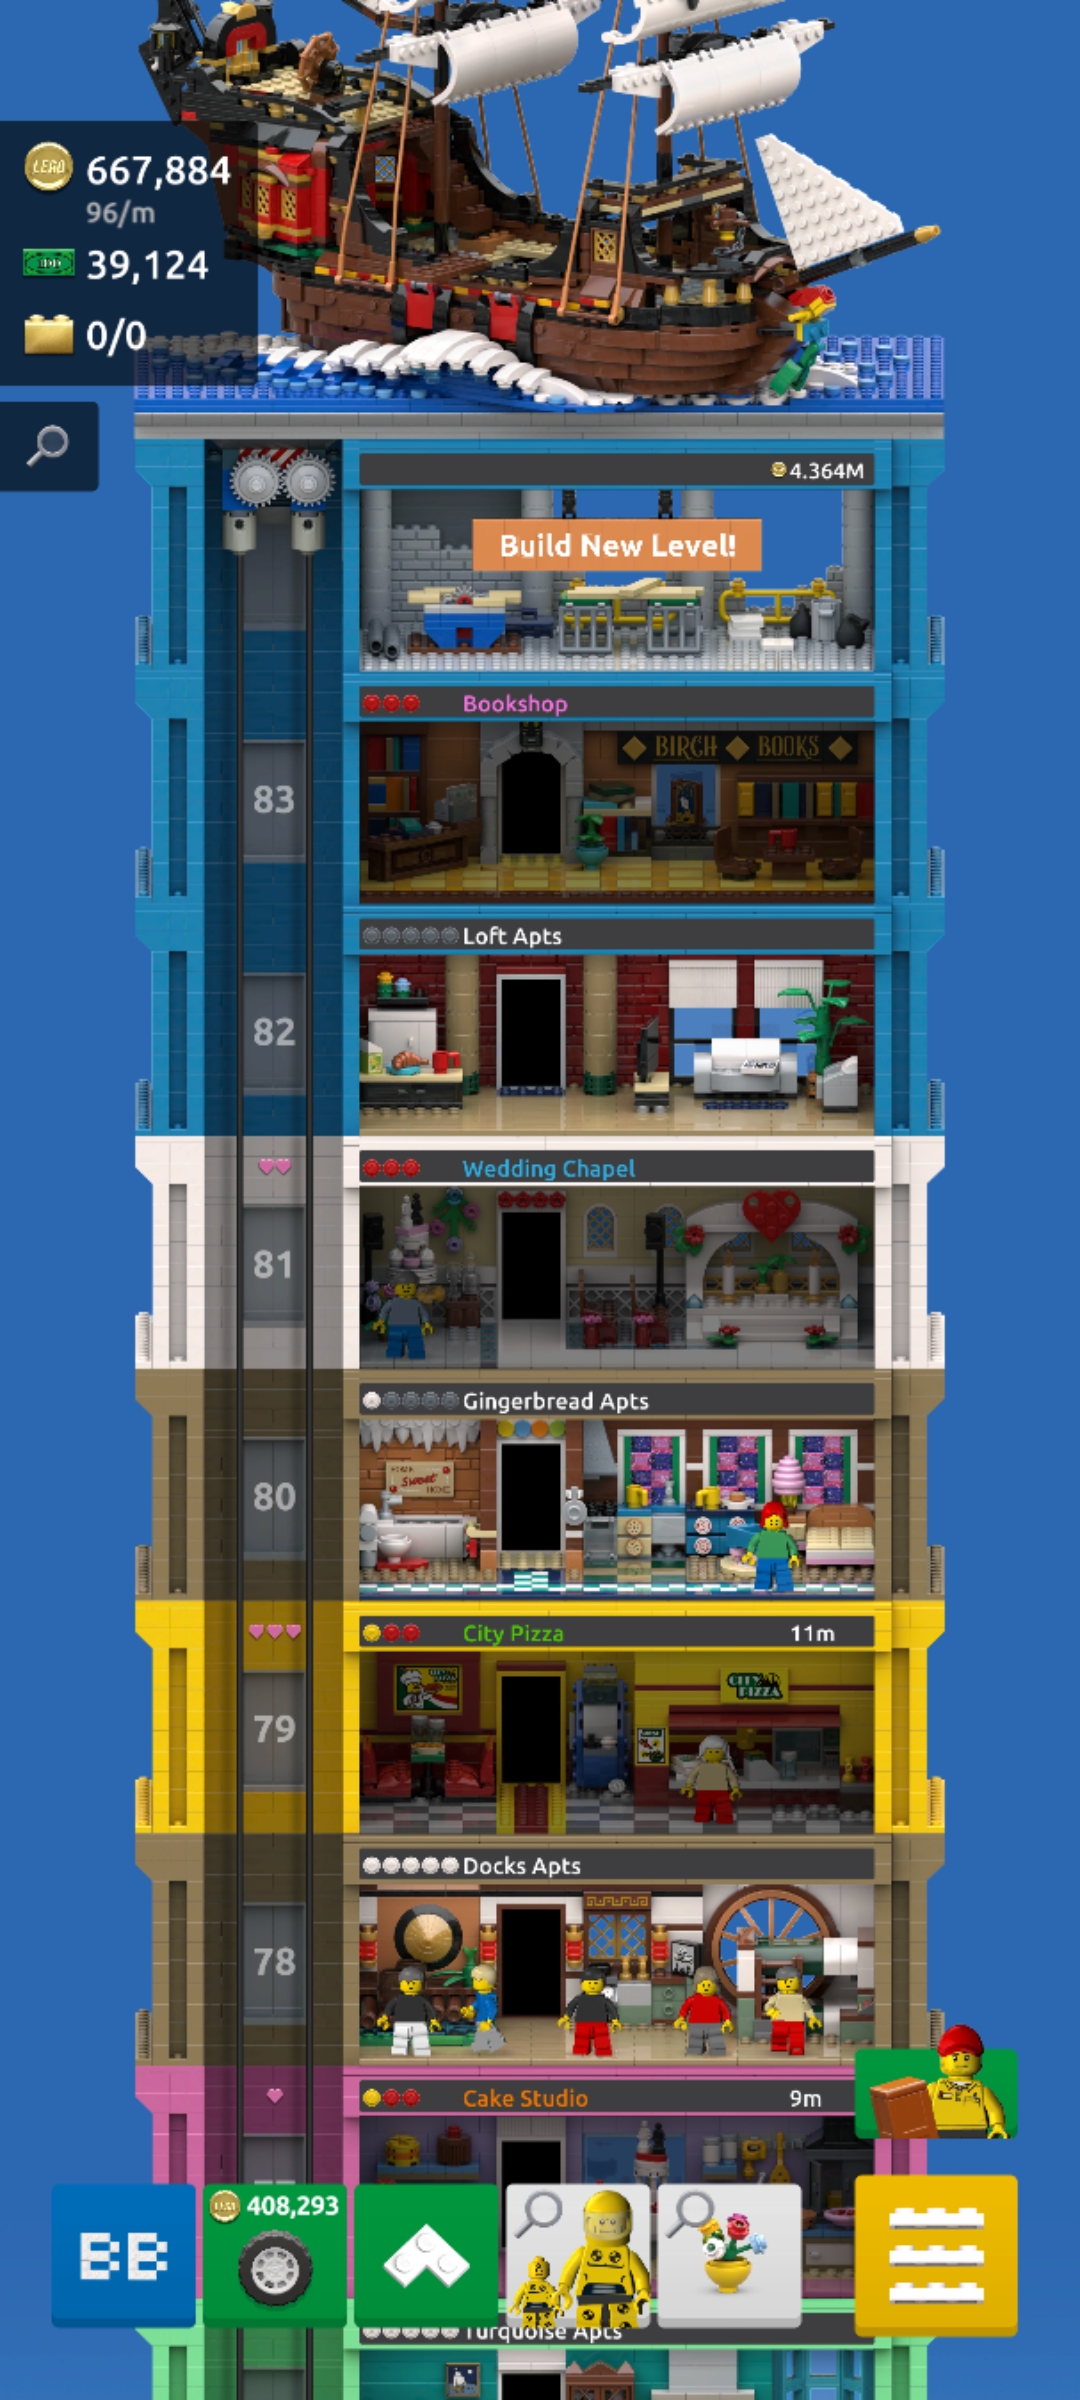 667,884
96/m
39,124
0/0
4.364M
Build New Level!
Bookshop
BIRCH BOOKS
83
Loft Apts
82
Wedding Chapel
81
Gingerbread Apts
Sweet
80
City Pizza 11m
CITY PIZZA
79
Docks Apts
78
Cake Studio 9m
BB
408,293
Turquoise Apts